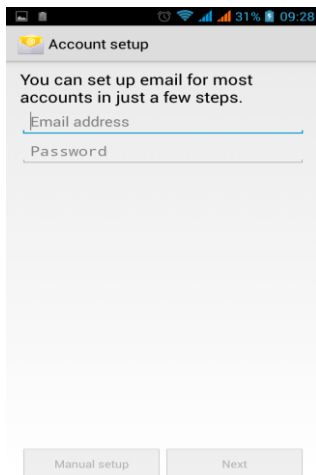 31% 09:28
Account setup
You can set up email for most
accounts in just a few steps.
Email address
Password
Manual setup Next